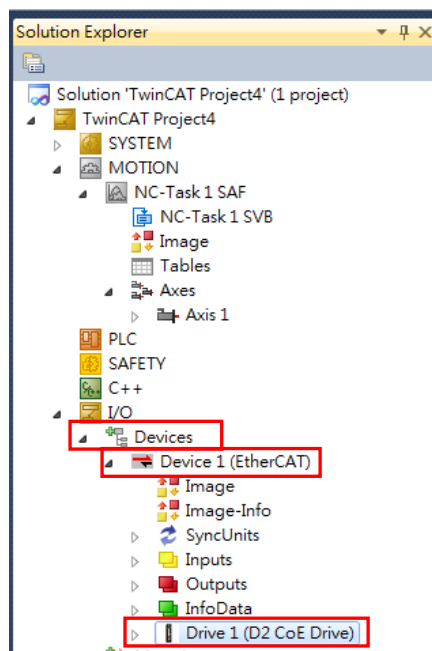 Solution Explorer
Solution 'TwinCAT Project4' (1 project)
TwinCAT Project4
SYSTEM
MOTION
NC-Task 1 SAF
NC-Task 1 SVB
Image
Tables
Axes
Axis 1
PLC
SAFETY
C++
I/O
Devices
Device 1 (EtherCAT)
Image
Image-Info
SyncUnits
Inputs
Outputs
InfoData
Drive 1 (D2 CoE Drive)